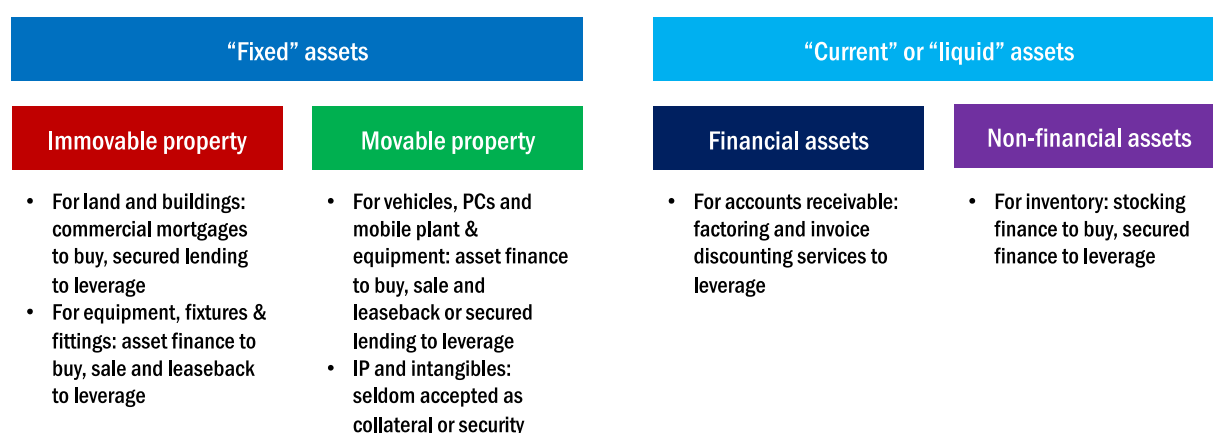 “Fixed” assets
“Current” or “liquid” assets
Immovable property
• For land and buildings:
commercial mortgages
to buy, secured lending
to leverage
• For equipment, fixtures &
fittings: asset finance to
buy, sale and leaseback
to leverage
Movable property
• For vehicles, PCs and
mobile plant &
equipment: asset finance
to buy, sale and
leaseback or secured
lending to leverage
• IP and intangibles:
seldom accepted as
collateral or security
Financial assets
• For accounts receivable:
factoring and invoice
discounting services to
leverage
Non-financial assets
• For inventory: stocking
finance to buy, secured
finance to leverage